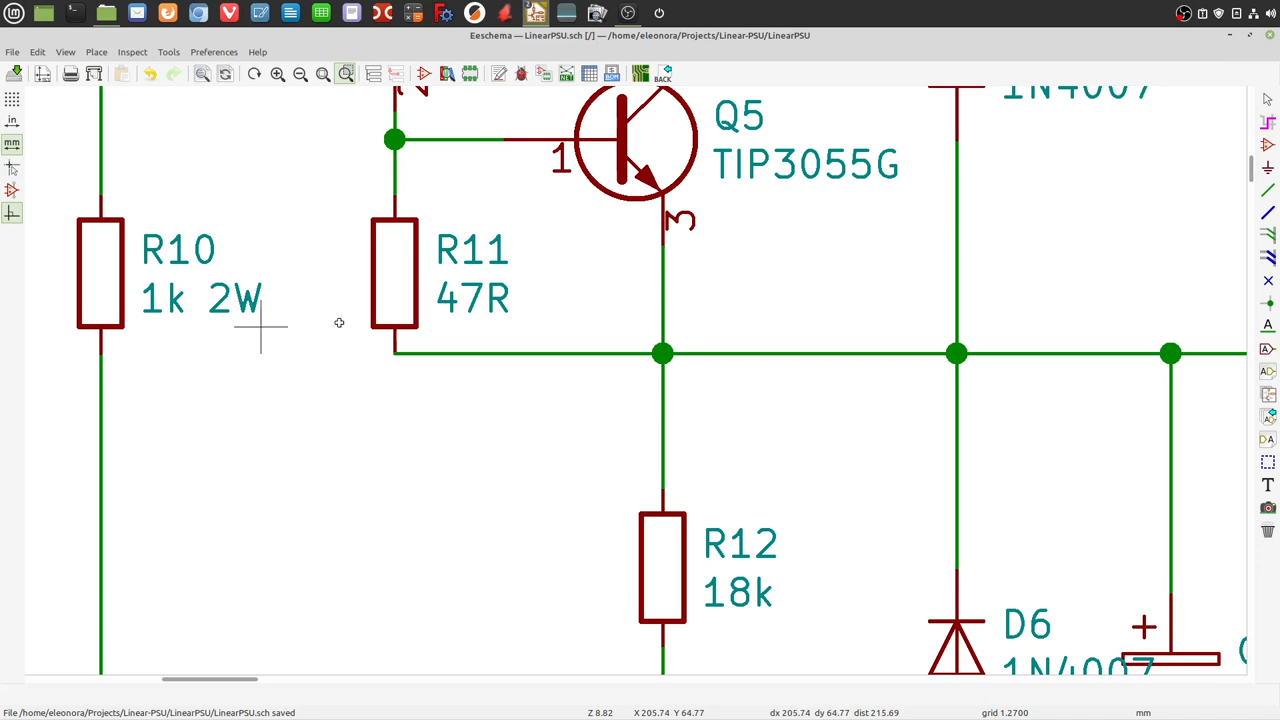 Eeschema — LinearPSU.sch [/] — /home/eleonora/Projects/Linear-PSU/LinearPSU
File Edit View Place Inspect Tools Preferences Help
BACK
in
mm
1N4007
2
Q5
TIP3055G
1
3
R10
1k 2W
R11
47R
R12
18k
D6
1N4007
+
File /home/eleonora/Projects/Linear-PSU/LinearPSU/LinearPSU.sch saved
Z 8.82
X 205.74 Y 64.77
dx 205.74 dy 64.77 dist 215.69
grid 1.2700
mm